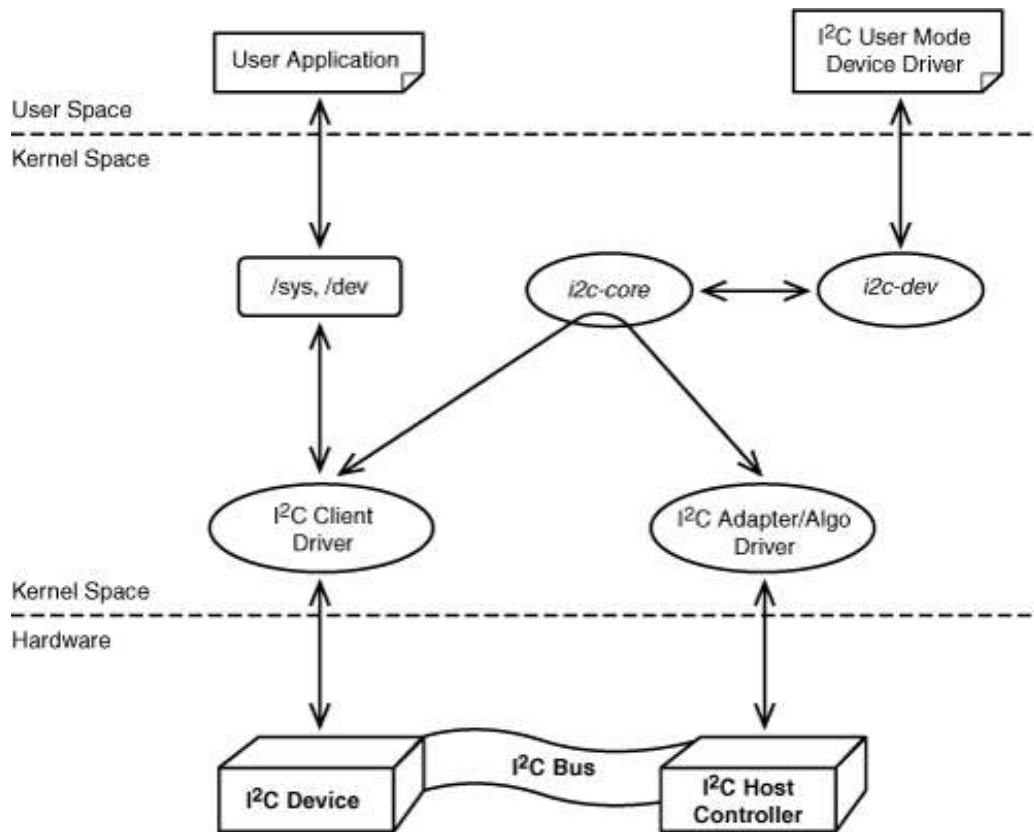 User Application
I²C User Mode
Device Driver
User Space
Kernel Space
/sys, /dev
i2c-core
i2c-dev
I²C Client
Driver
I²C Adapter/Algo
Driver
Kernel Space
Hardware
I²C Bus
I²C Device
I²C Host
Controller